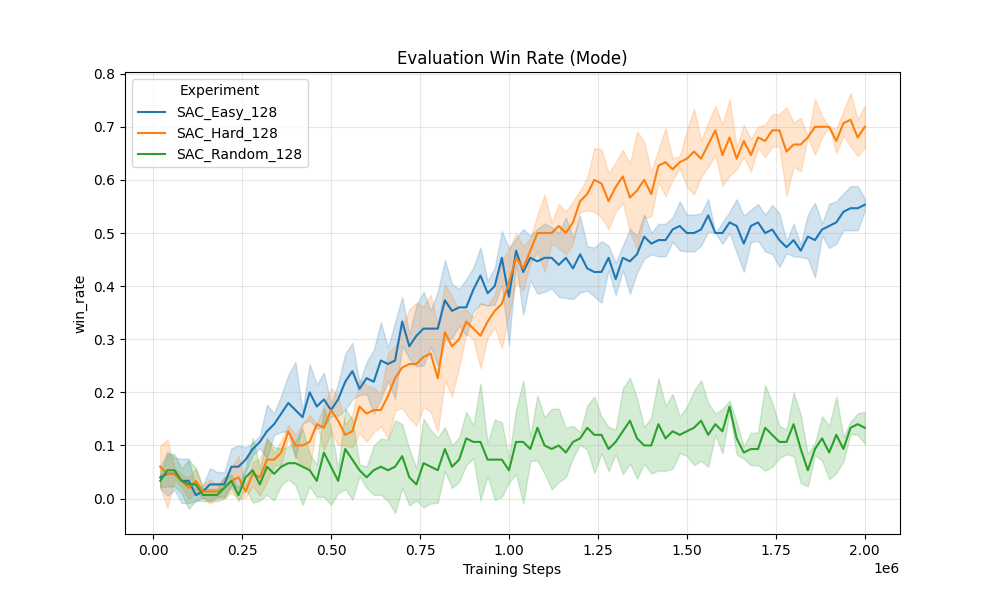 Evaluation Win Rate (Mode)
Experiment
SAC_Easy_128
SAC_Hard_128
SAC_Random_128
win_rate
0.8
0.7
0.6
0.5
0.4
0.3
0.2
0.1
0.0
0.00 0.25 0.50 0.75 1.00 1.25 1.50 1.75 2.00
1e6
Training Steps